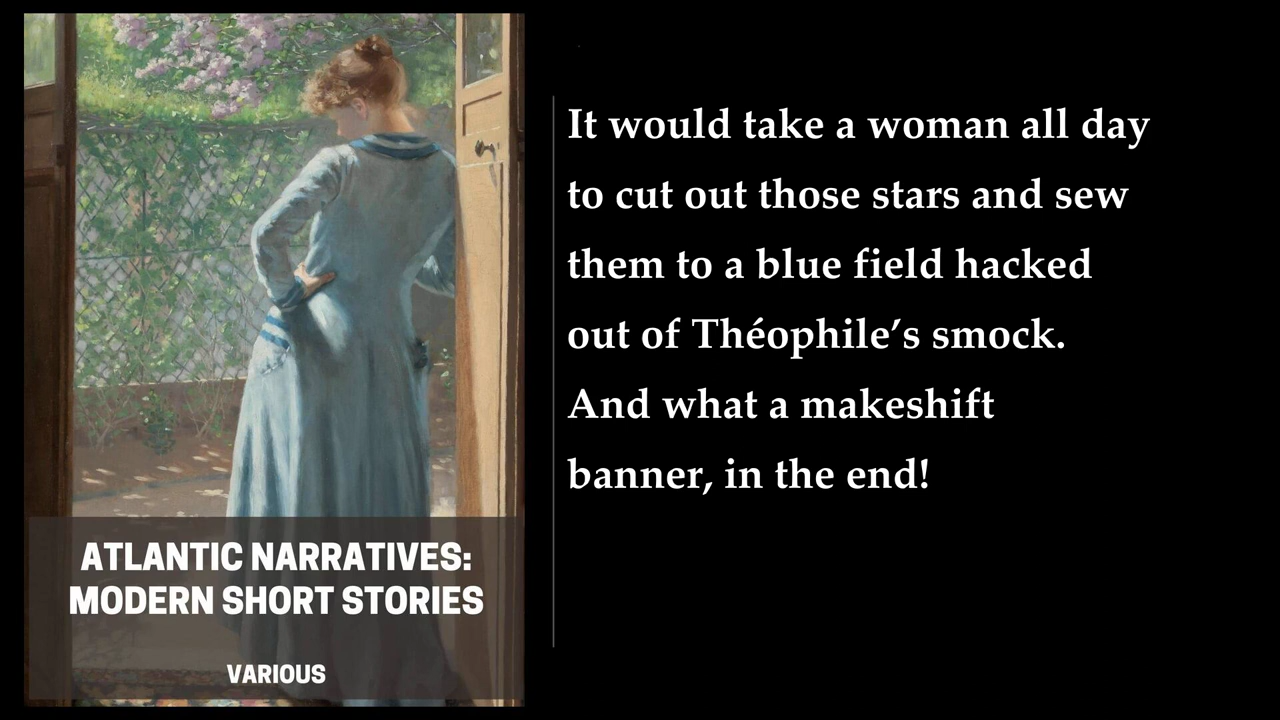 It would take a woman all day
to cut out those stars and sew
them to a blue field hacked
out of Théophile’s smock.
And what a makeshift
banner, in the end!
ATLANTIC NARRATIVES:
MODERN SHORT STORIES
VARIOUS